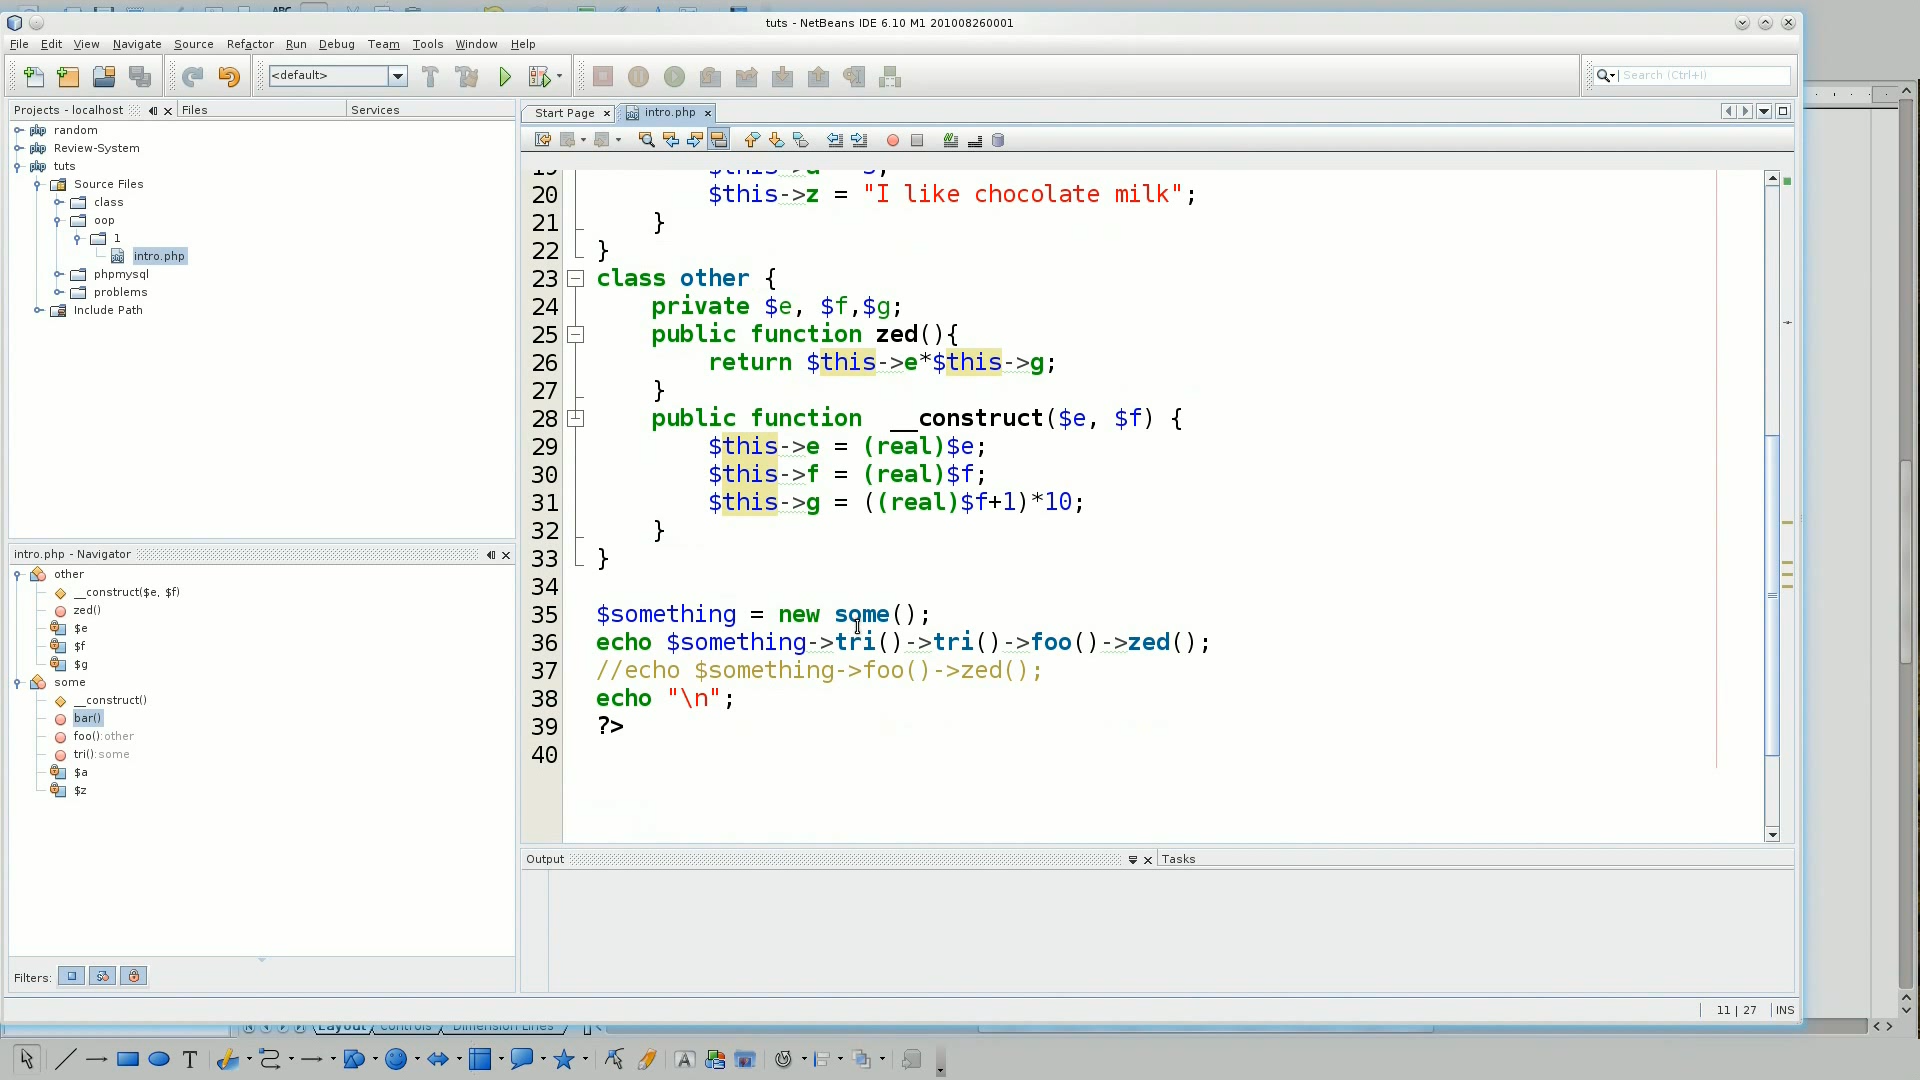 tuts - NetBeans IDE 6.10 M1 201008260001
File Edit View Navigate Source Refactor Run Debug Team Tools Window Help
<default>
Search (Ctrl+I)
Projects - localhost Files Services
Start Page intro.php
random
Review-System
tuts
Source Files
class
oop
1
intro.php
phpmysql
problems
Include Path
20 $this->z = "I like chocolate milk";
21 }
22 }
23 class other {
24 private $e, $f,$g;
25 public function zed(){
26 return $this->e*$this->g;
27 }
28 public function __construct($e, $f) {
29 $this->e = (real)$e;
30 $this->f = (real)$f;
31 $this->g = ((real)$f+1)*10;
32 }
33 }
34
35 $something = new some();
36 echo $something->tri()->tri()->foo()->zed();
37 //echo $something->foo()->zed();
38 echo "\n";
39 ?>
40
intro.php - Navigator
other
__construct($e, $f)
zed()
$e
$f
$g
some
__construct()
bar()
foo():other
tri():some
$a
$z
Filters:
Output Tasks
11 | 27 INS
Layout Controls Dimension Lines